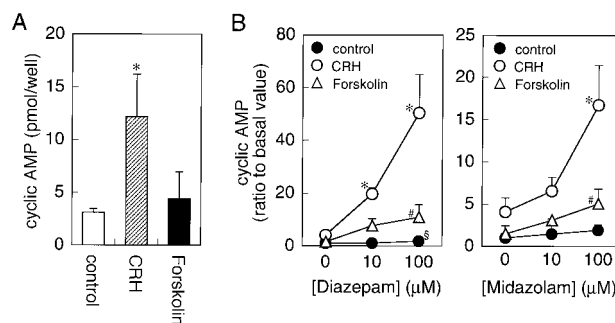 A
cyclic AMP (pmol/well)
20
15
10
5
0
*
control
CRH
Forskolin
B
cyclic AMP
(ratio to basal value)
80
60
40
20
0
control
CRH
Forskolin
*
*
#
§
0 10 100
[Diazepam] (µM)
25
20
15
10
5
0
control
CRH
Forskolin
*
#
0 10 100
[Midazolam] (µM)